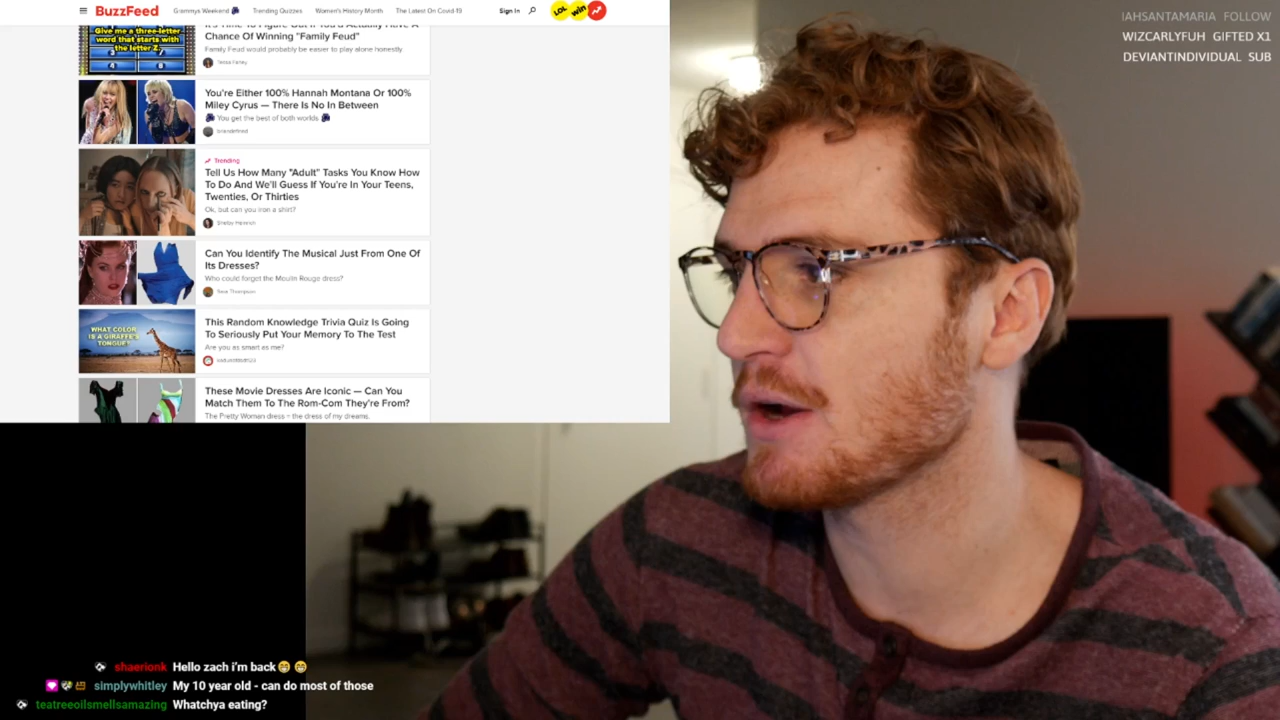 BuzzFeed
Grammys Weekend
Trending Quizzes
Women's History Month
The Latest On Covid-19
Sign In
LOL
win
IAHSANTAMARIA FOLLOW
WIZCARLYFUH GIFTED X1
DEVIANTINDIVIDUAL SUB
Give me a three-letter
word that starts with
the letter Z.
Chance Of Winning "Family Feud"
Family Feud would probably be easier to play alone honestly.
You're Either 100% Hannah Montana Or 100%
Miley Cyrus — There Is No In Between
You get the best of both worlds
Trending
Tell Us How Many "Adult" Tasks You Know How
To Do And We'll Guess If You're In Your Teens,
Twenties, Or Thirties
Ok, but can you iron a shirt?
Can You Identify The Musical Just From One Of
Its Dresses?
Who could forget the Moulin Rouge dress?
WHAT COLOR
IS A GIRAFFE'S
TONGUE?
This Random Knowledge Trivia Quiz Is Going
To Seriously Put Your Memory To The Test
Are you as smart as me?
These Movie Dresses Are Iconic — Can You
Match Them To The Rom-Com They're From?
The Pretty Woman dress – the dress of my dreams.
shaerionk Hello zach i'm back
simplywhitley My 10 year old - can do most of those
teatreeoilsmellsamazing Whatchya eating?